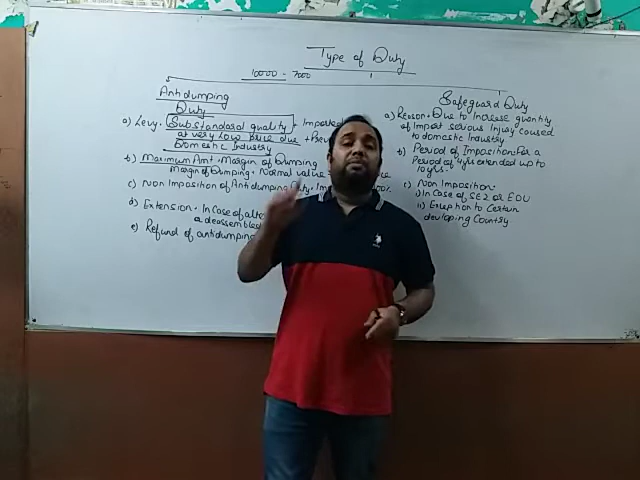 Type of Duty
10000 - 7000
Antidumping
Duty
a) Levy. Substandard quality + Imported
at very low price due +
Domestic Industry
b) Maximum Amt = Margin of Dumping
Margin of Dumping = Normal value
c) Non Imposition of Antidumping Duty.
d) Extension = In Case of
a deassembled
e) Refund of antidumping
Safeguard Duty
a) Reason = Due to Increase quantity
of Import serious Injury caused
to domestic Industry
b) Period of Imposition: For a
Period of 4yrs extended up to
10yrs.
c) Non Imposition:
i) In Case of SEZ or EOU
ii) to Certain
Country